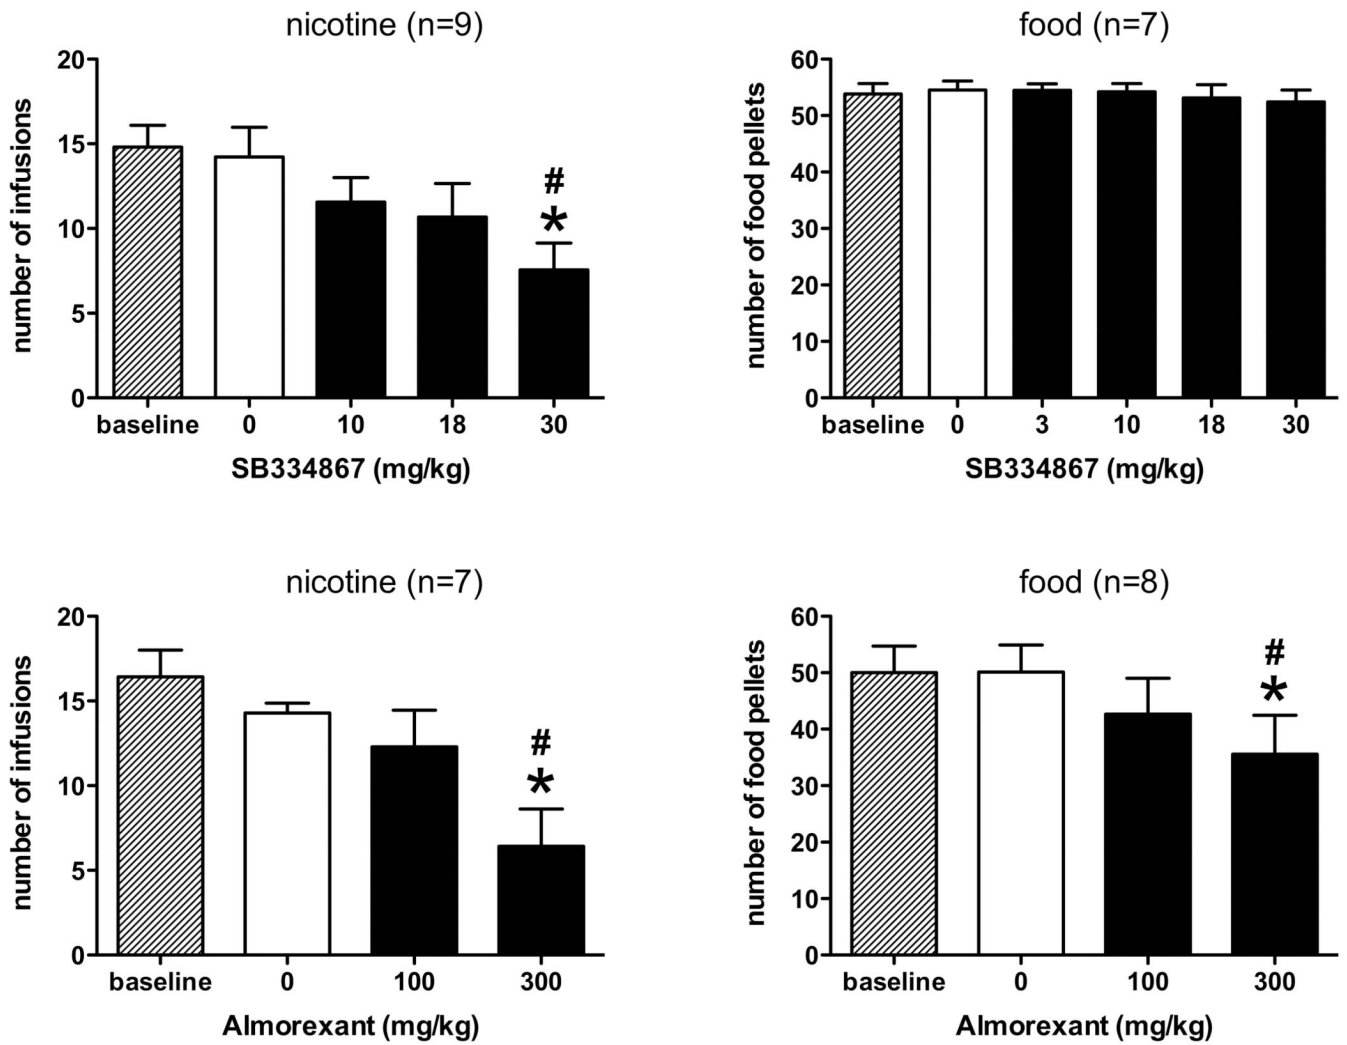 nicotine (n=9)
number of infusions
20
15
10
5
0
#
*
baseline 0 10 18 30
SB334867 (mg/kg)
food (n=7)
number of food pellets
60
50
40
30
20
10
0
baseline 0 3 10 18 30
SB334867 (mg/kg)
nicotine (n=7)
number of infusions
20
15
10
5
0
#
*
baseline 0 100 300
Almorexant (mg/kg)
food (n=8)
number of food pellets
60
50
40
30
20
10
0
#
*
baseline 0 100 300
Almorexant (mg/kg)